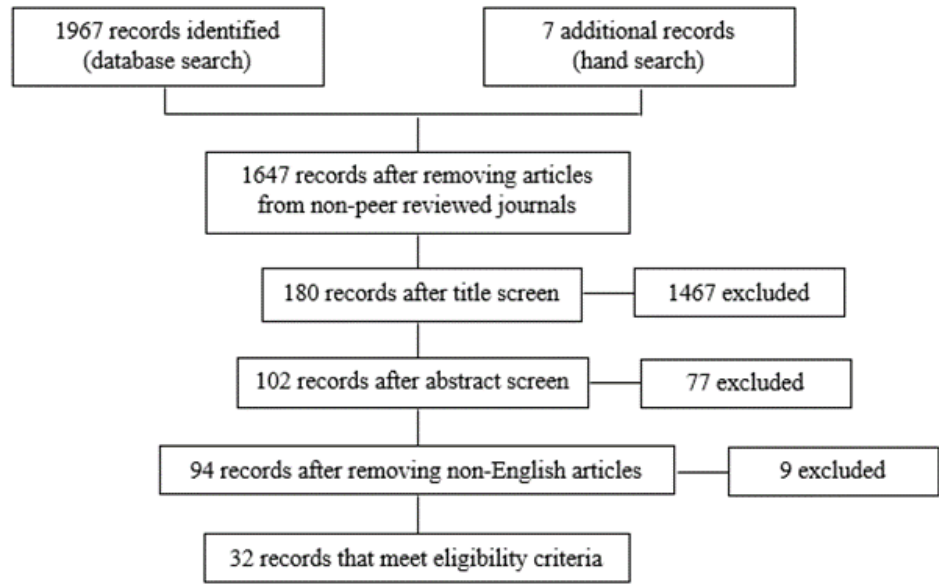 1967 records identified
(database search)
7 additional records
(hand search)
1647 records after removing articles
from non-peer reviewed journals
180 records after title screen
1467 excluded
102 records after abstract screen
77 excluded
94 records after removing non-English articles
9 excluded
32 records that meet eligibility criteria